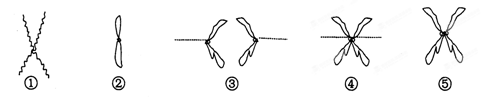 ① ② ③ ④ ⑤